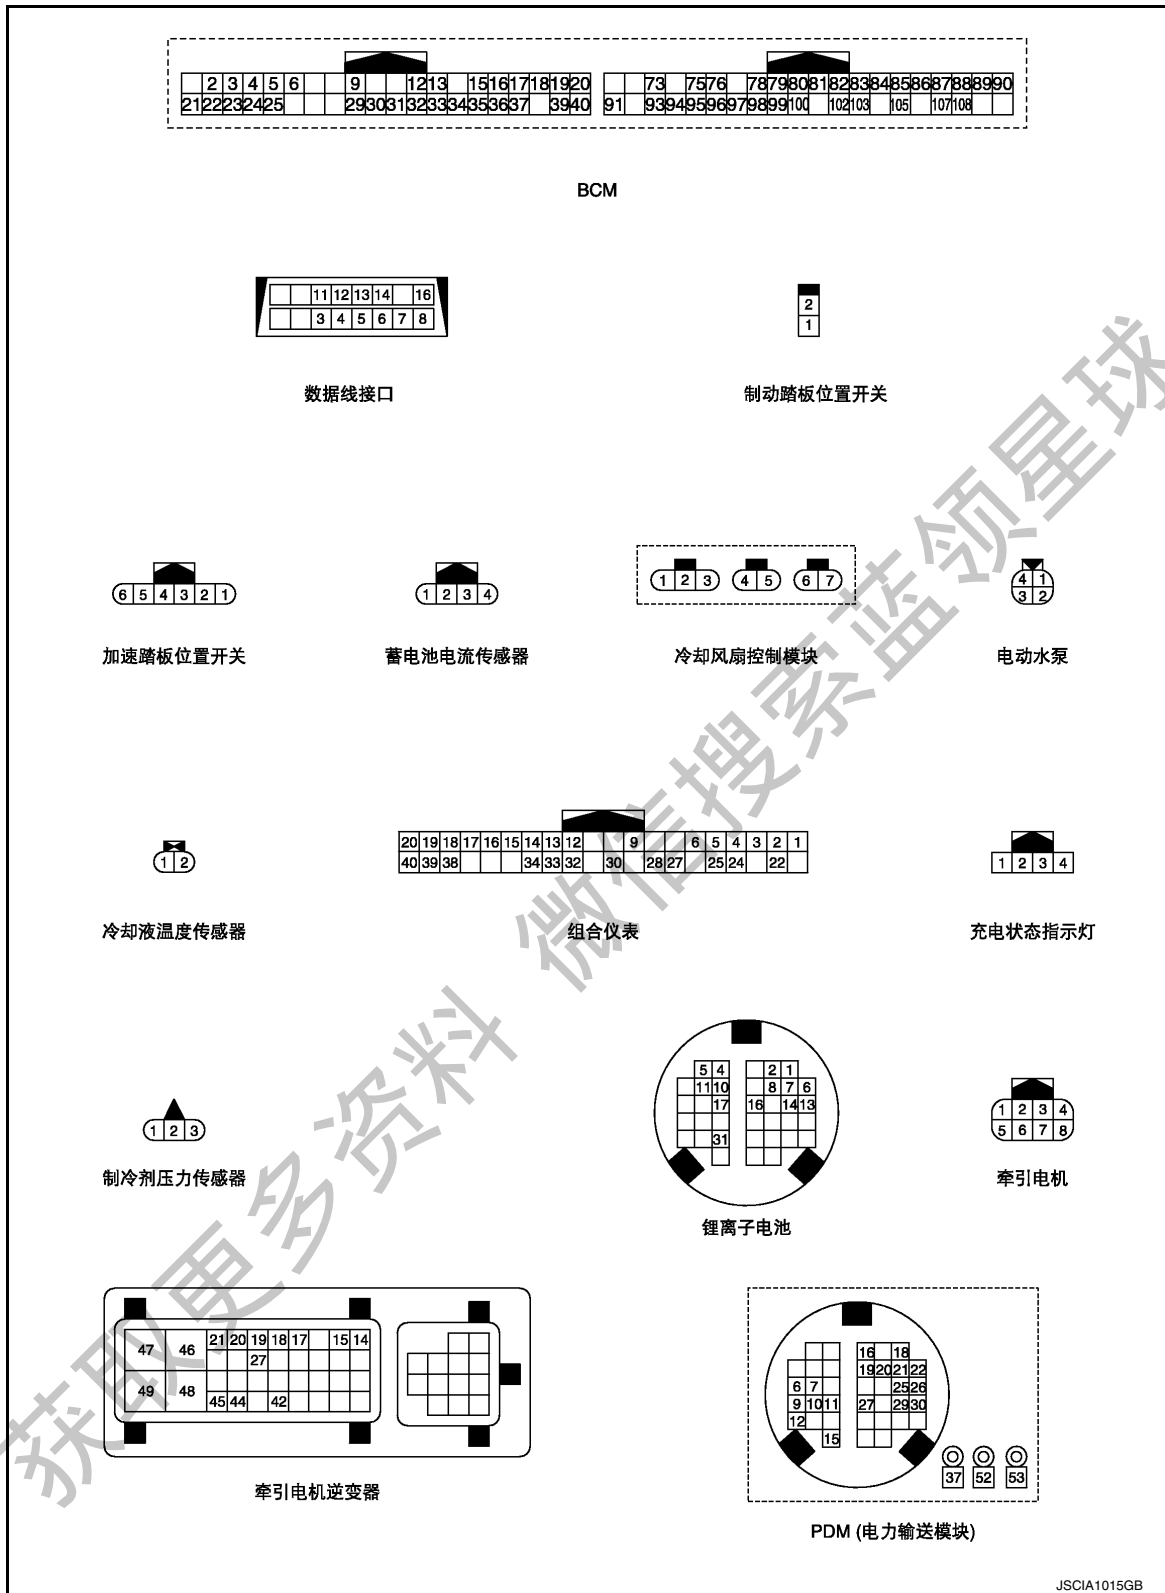 2 3 4 5 6 9 12 13 15 16 17 18 19 20 73 75 76 78 79 80 81 82 83 84 85 86 87 88 89 90
21 22 23 24 25 29 30 31 32 33 34 35 36 37 39 40 91 93 94 95 96 97 98 99 100 102 103 105 107 108
BCM
11 12 13 14 16
3 4 5 6 7 8
数据线接口
2
1
制动踏板位置开关
6 5 4 3 2 1
加速踏板位置开关
1 2 3 4
蓄电池电流传感器
1 2 3 4 5 6 7
冷却风扇控制模块
4 1
3 2
电动水泵
1 2
冷却液温度传感器
20 19 18 17 16 15 14 13 12 9 6 5 4 3 2 1
40 39 38 34 33 32 30 28 27 25 24 22
组合仪表
1 2 3 4
充电状态指示灯
1 2 3
制冷剂压力传感器
5 4 2 1
11 10 8 7 6
17 16 14 13
31
锂离子电池
1 2 3 4
5 6 7 8
牵引电机
47 46 21 20 19 18 17 15 14
27
49 48 45 44 42
牵引电机逆变器
16 18
19 20 21 22
6 7 25 26
9 10 11 27 29 30
12
15
37 52 53
PDM (电力输送模块)
JSCIA1015GB
获取更多资料 微信搜索蓝领星球